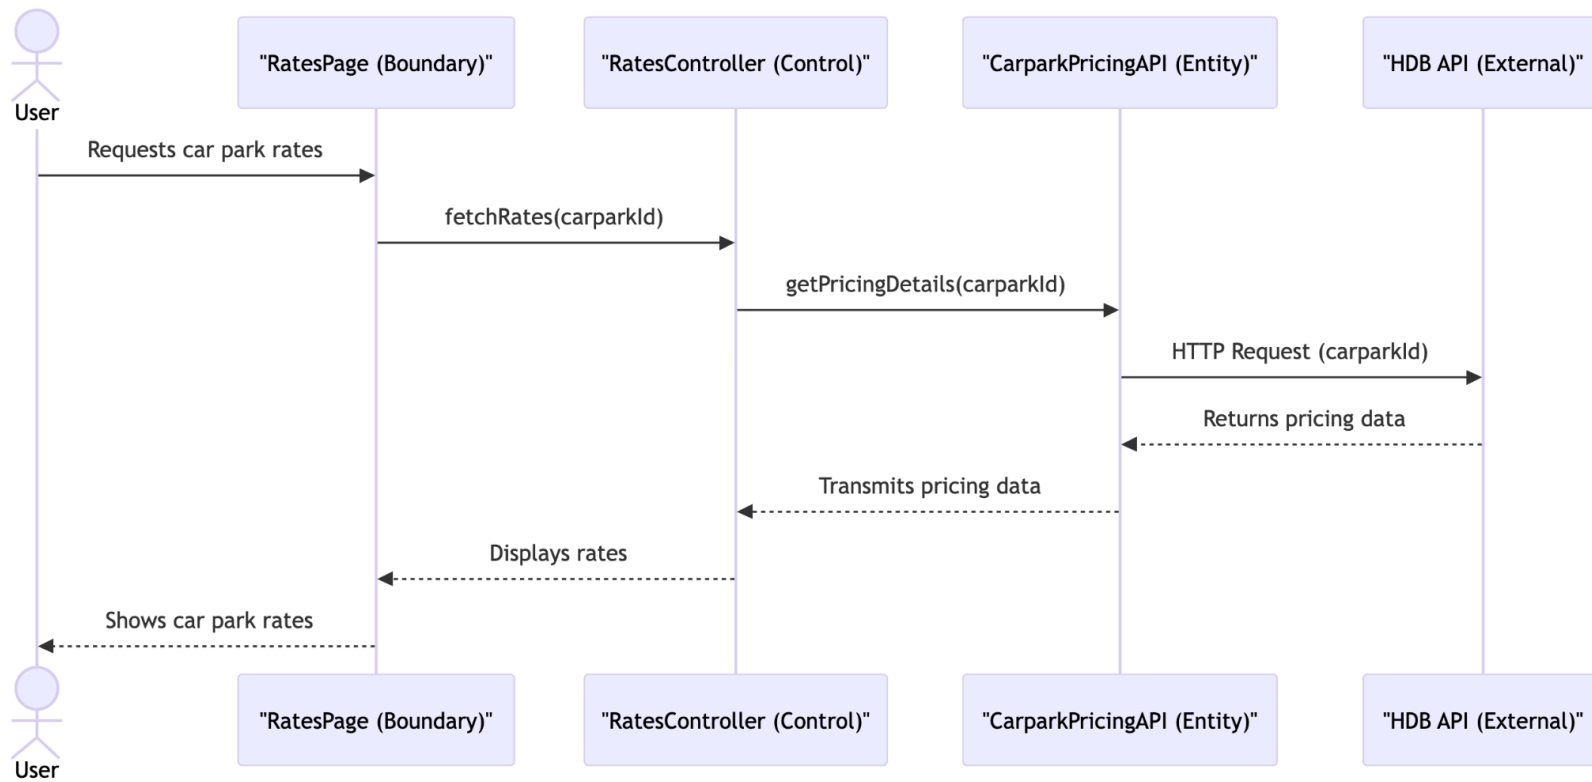 User
"RatesPage (Boundary)"
"RatesController (Control)"
"CarparkPricingAPI (Entity)"
"HDB API (External)"
Requests car park rates
fetchRates(carparkId)
getPricingDetails(carparkId)
HTTP Request (carparkId)
Returns pricing data
Transmits pricing data
Displays rates
Shows car park rates
User
"RatesPage (Boundary)"
"RatesController (Control)"
"CarparkPricingAPI (Entity)"
"HDB API (External)"